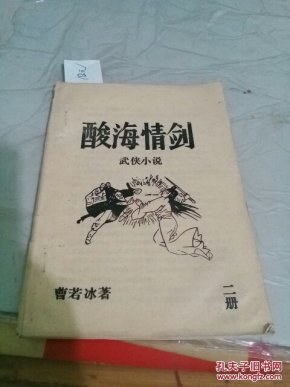 酸海情剑
武侠小说
曹若冰著
二册
孔夫子旧书网